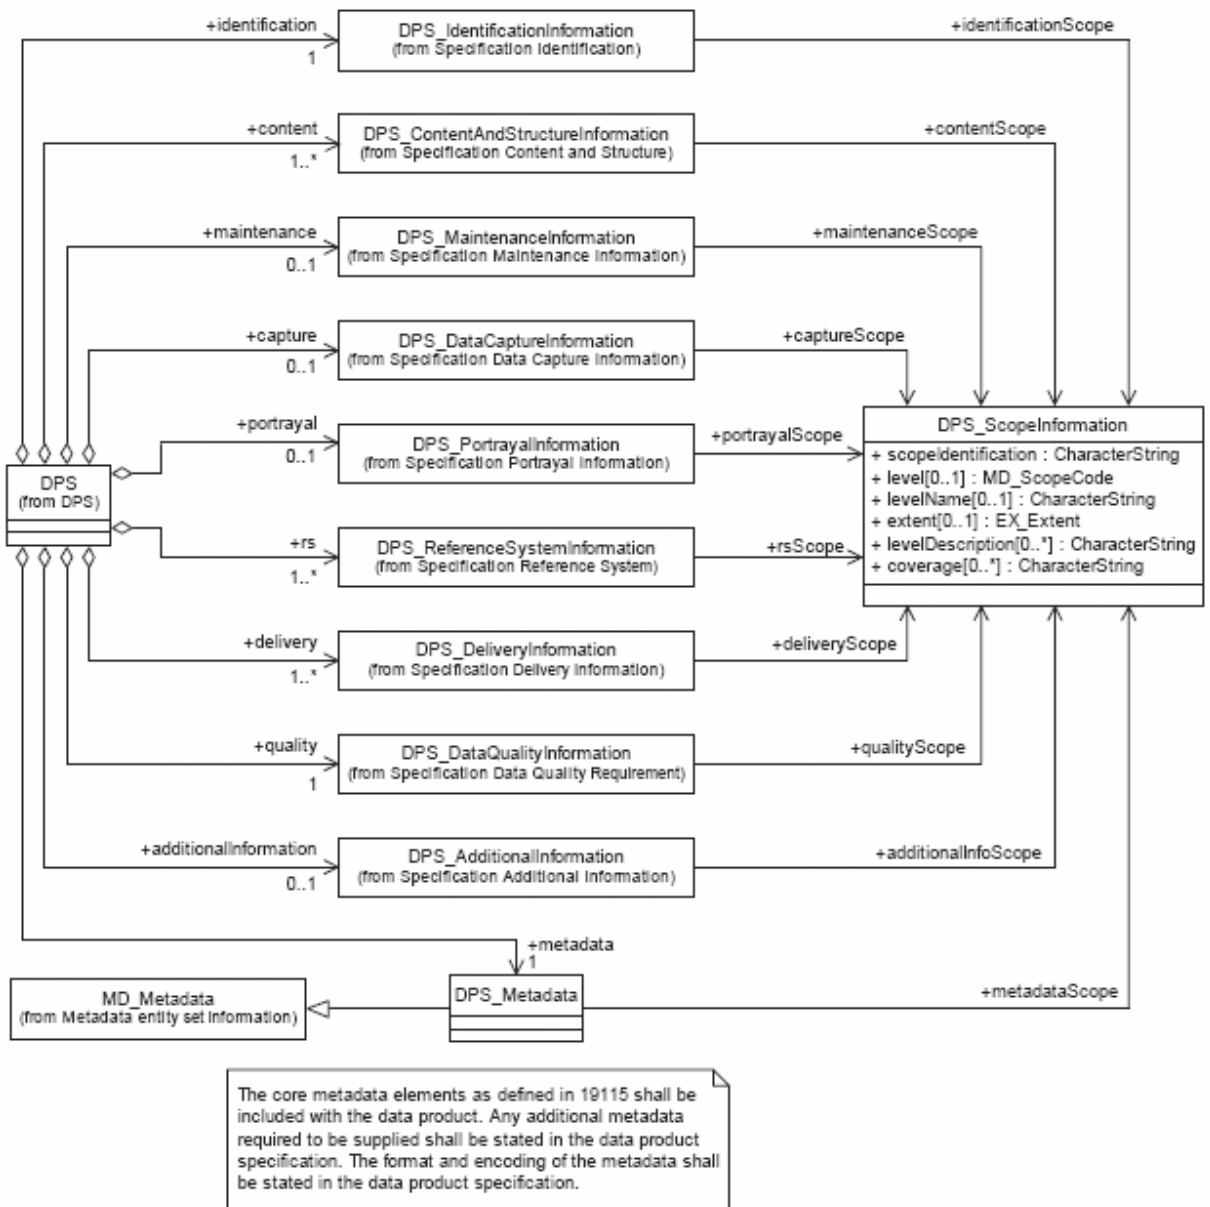 +identification
1
DPS_IdentificationInformation
(from Specification Identification)
+identificationScope
+content
1..*
DPS_ContentAndStructureInformation
(from Specification Content and Structure)
+contentScope
+maintenance
0..1
DPS_MaintenanceInformation
(from Specification Maintenance Information)
+maintenanceScope
+capture
0..1
DPS_DataCaptureInformation
(from Specification Data Capture Information)
+captureScope
DPS
(from DPS)
+portrayal
0..1
DPS_PortrayalInformation
(from Specification Portrayal Information)
+portrayalScope
DPS_ScopeInformation
+ scopeIdentification : CharacterString
+ level[0..1] : MD_ScopeCode
+ levelName[0..1] : CharacterString
+ extent[0..1] : EX_Extent
+ levelDescription[0..*] : CharacterString
+ coverage[0..*] : CharacterString
+rs
1..*
DPS_ReferenceSystemInformation
(from Specification Reference System)
+rsScope
+delivery
1..*
DPS_DeliveryInformation
(from Specification Delivery Information)
+deliveryScope
+quality
1
DPS_DataQualityInformation
(from Specification Data Quality Requirement)
+qualityScope
+additionalInformation
0..1
DPS_AdditionalInformation
(from Specification Additional Information)
+additionalInfoScope
+metadata
1
MD_Metadata
(from Metadata entity set information)
DPS_Metadata
+metadataScope
The core metadata elements as defined in 19115 shall be
included with the data product. Any additional metadata
required to be supplied shall be stated in the data product
specification. The format and encoding of the metadata shall
be stated in the data product specification.